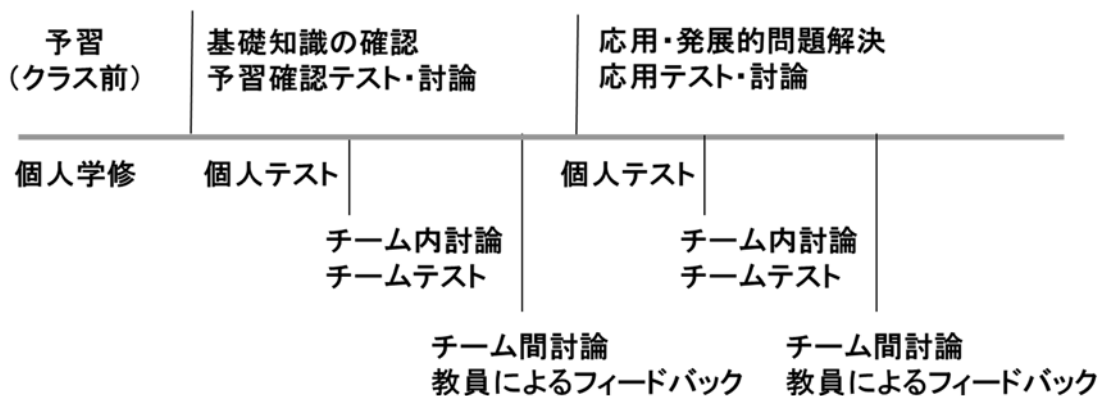 予習
(クラス前)
基礎知識の確認
予習確認テスト・討論
応用・発展的問題解決
応用テスト・討論
個人学修
個人テスト
チーム内討論
チームテスト
チーム間討論
教員によるフィードバック
個人テスト
チーム内討論
チームテスト
チーム間討論
教員によるフィードバック